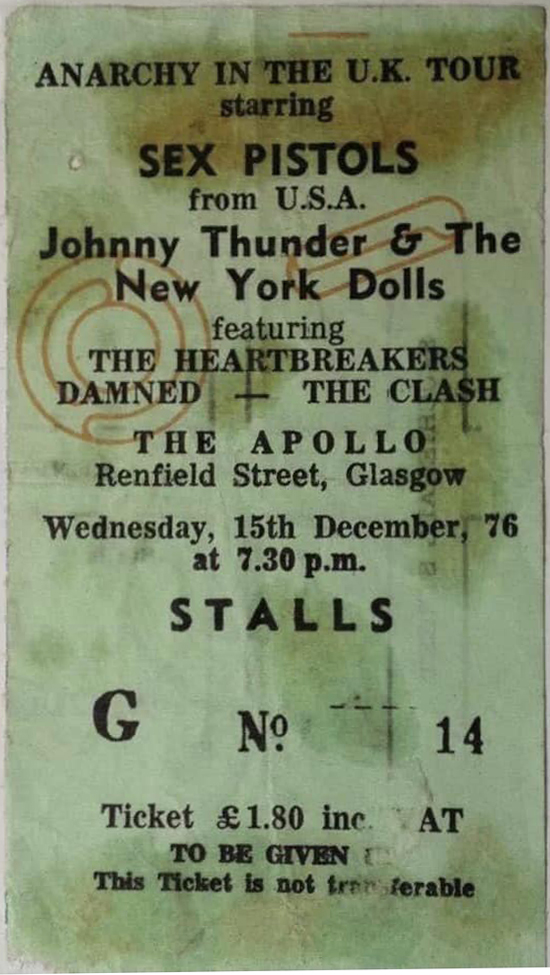 ANARCHY IN THE U.K. TOUR
starring
SEX PISTOLS
from U.S.A.
Johnny Thunder & The
New York Dolls
featuring
THE HEARTBREAKERS
DAMNED — THE CLASH
THE APOLLO
Renfield Street, Glasgow
Wednesday, 15th December, 76
at 7.30 p.m.
STALLS
G Nº 14
Ticket £1.80 inc. AT
TO BE GIVEN
This Ticket is not transferable